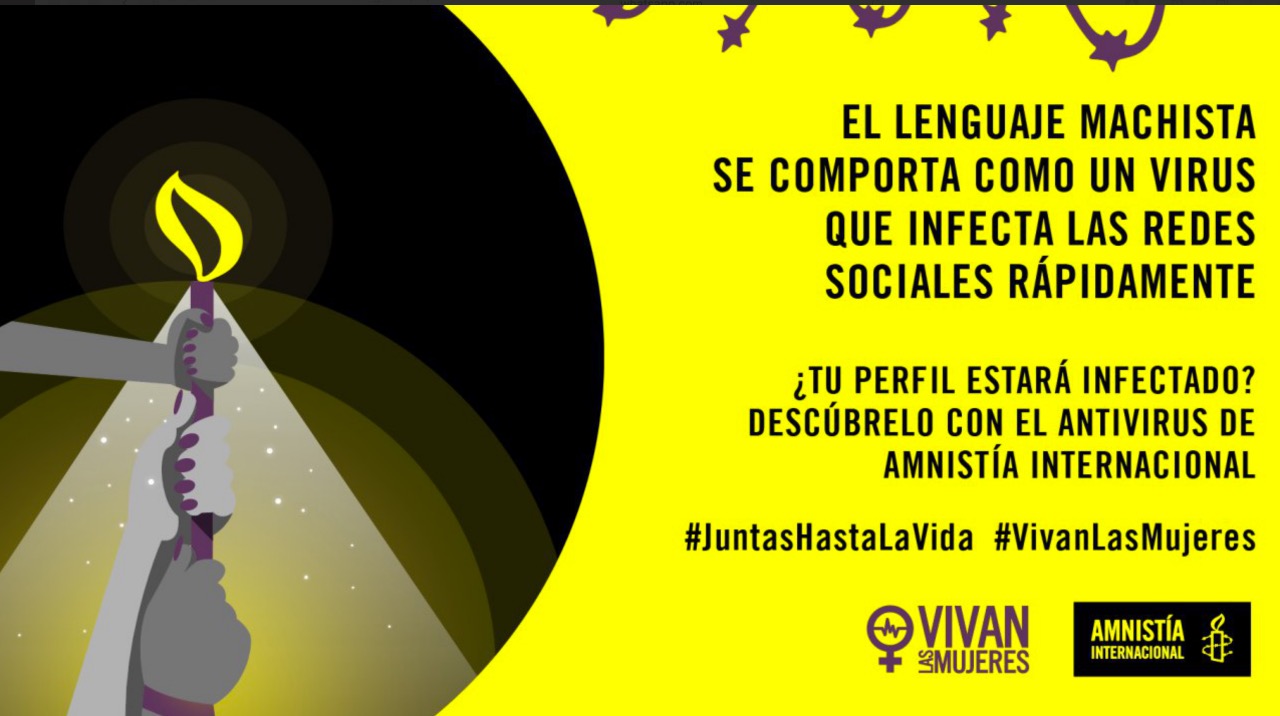 EL LENGUAJE MACHISTA
SE COMPORTA COMO UN VIRUS
QUE INFECTA LAS REDES
SOCIALES RÁPIDAMENTE
¿TU PERFIL ESTARÁ INFECTADO?
DESCÚBRELO CON EL ANTIVIRUS DE
AMNISTÍA INTERNACIONAL
#JuntasHastaLaVida #VivanLasMujeres
VIVAN
LAS MUJERES
AMNISTÍA
INTERNACIONAL